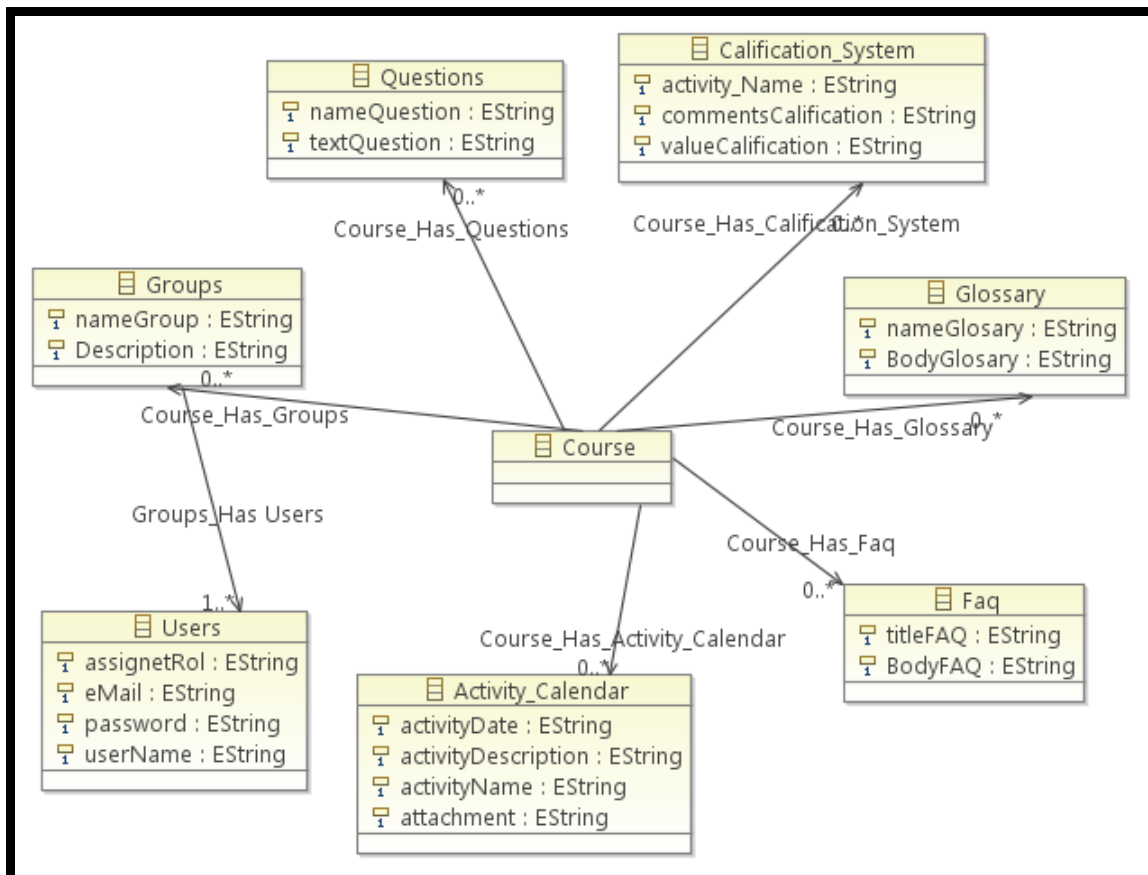 Questions
nameQuestion : EString
textQuestion : EString
0..*
Course_Has_Questions
Calification_System
activity_Name : EString
commentsCalification : EString
valueCalification : EString
0..*
Course_Has_Calification_System
Groups
nameGroup : EString
Description : EString
0..*
Course_Has_Groups
Glossary
nameGlosary : EString
BodyGlosary : EString
0..*
Course_Has_Glossary
Course
Groups_Has Users
1..*
Users
assignetRol : EString
eMail : EString
password : EString
userName : EString
Course_Has_Activity_Calendar
0..*
Activity_Calendar
activityDate : EString
activityDescription : EString
activityName : EString
attachment : EString
Course_Has_Faq
0..*
Faq
titleFAQ : EString
BodyFAQ : EString